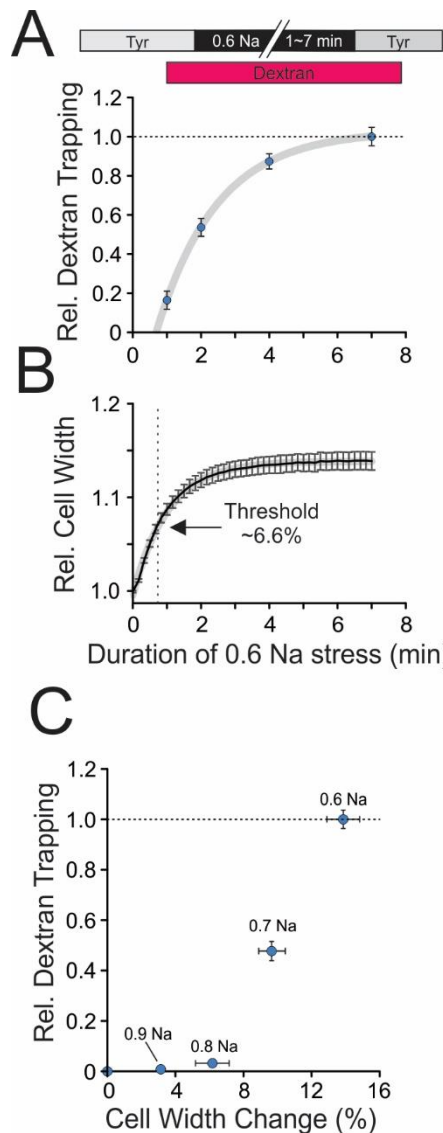 A
Tyr 0.6 Na 1~7 min Tyr
Dextran
Rel. Dextran Trapping
1.2
1.0
0.8
0.6
0.4
0.2
0
0 2 4 6 8
B
Rel. Cell Width
1.2
1.1
1.0
Threshold
~6.6%
0 2 4 6 8
Duration of 0.6 Na stress (min)
C
Rel. Dextran Trapping
1.2
1.0
0.8
0.6
0.4
0.2
0
0.6 Na
0.7 Na
0.9 Na
0.8 Na
0 4 8 12 16
Cell Width Change (%)